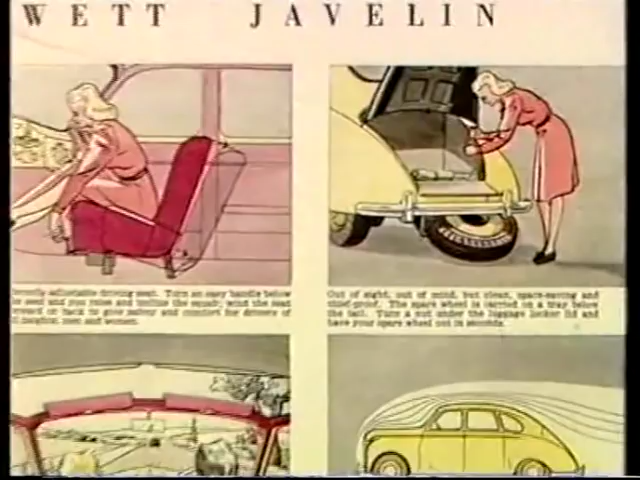 WETT JAVELIN
adjustable driving seat. Turn an easy handle below
seat and you raise and incline the squab; wind the seat
or back to give safety and comfort for drivers of
men and women.
Out of sight, out of mind, but clean, space-saving and
thief-proof. The spare wheel is carried on a tray below
the tail. Turn a nut under the luggage locker lid and
have your spare wheel out in seconds.